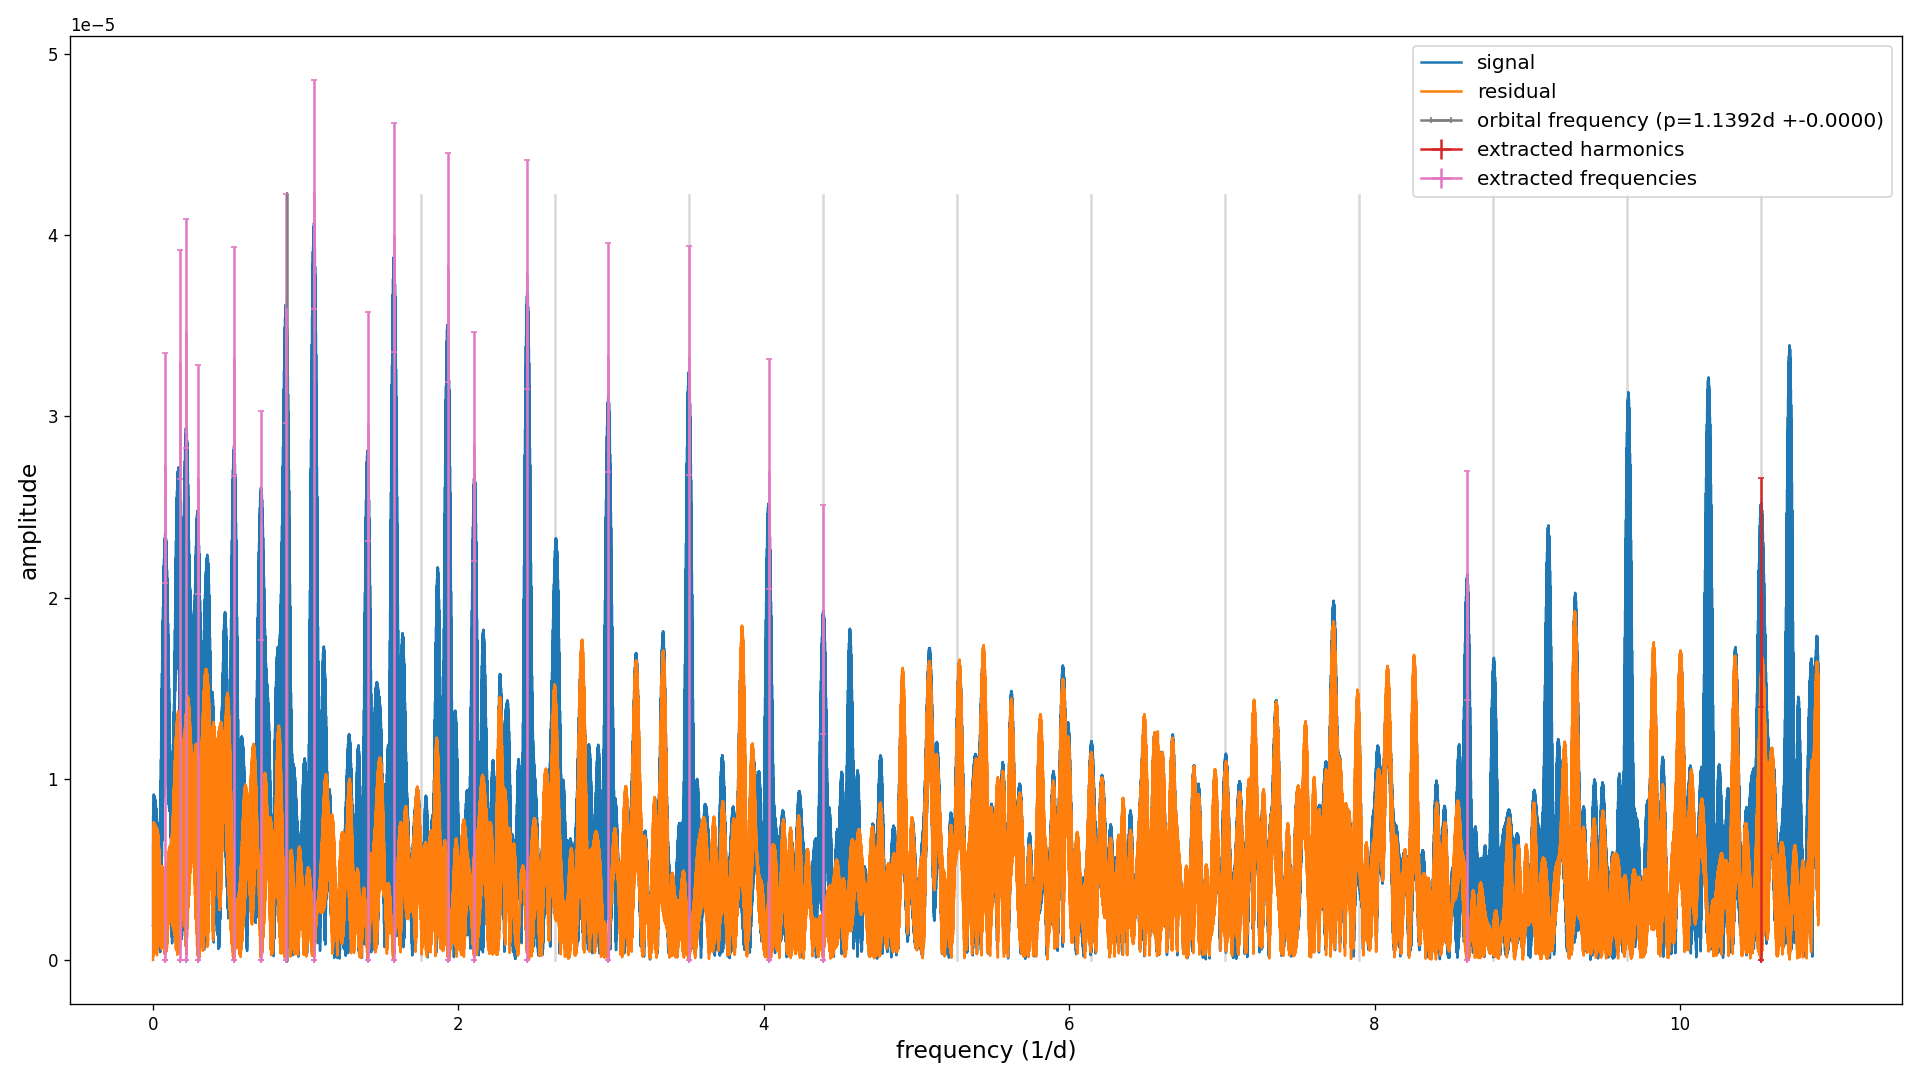 1e−5
signal
residual
orbital frequency (p=1.1392d +-0.0000)
extracted harmonics
extracted frequencies
5
4
3
2
1
0
amplitude
0 2 4 6 8 10
frequency (1/d)